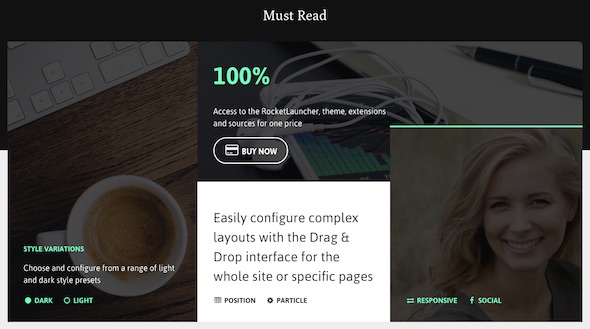 Must Read
100%
Access to the RocketLauncher, theme, extensions
and sources for one price
BUY NOW
Easily configure complex
layouts with the Drag &
Drop interface for the
whole site or specific pages
POSITION PARTICLE
STYLE VARIATIONS
Choose and configure from a range of light
and dark style presets
DARK LIGHT
RESPONSIVE SOCIAL